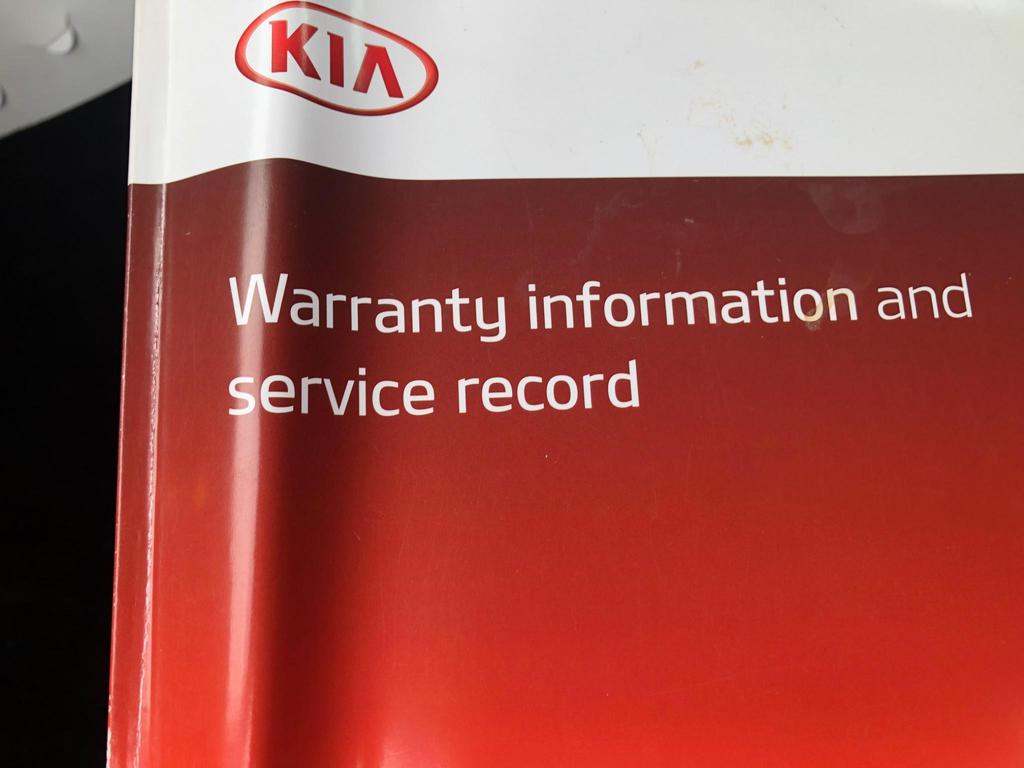 KIA
Warranty information and
service record